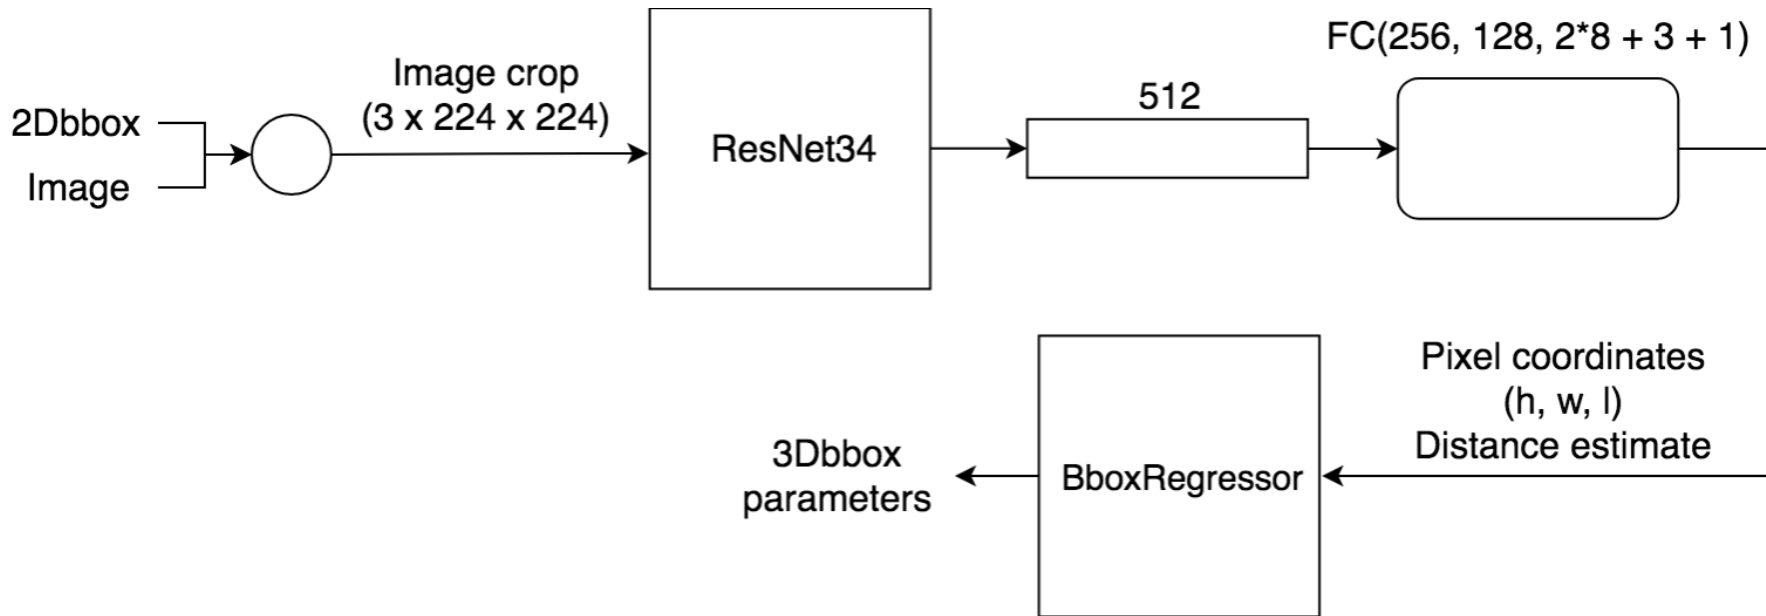 2Dbbox
Image
Image crop
(3 x 224 x 224)
ResNet34
512
FC(256, 128, 2*8 + 3 + 1)
Pixel coordinates
(h, w, l)
Distance estimate
BboxRegressor
3Dbbox
parameters